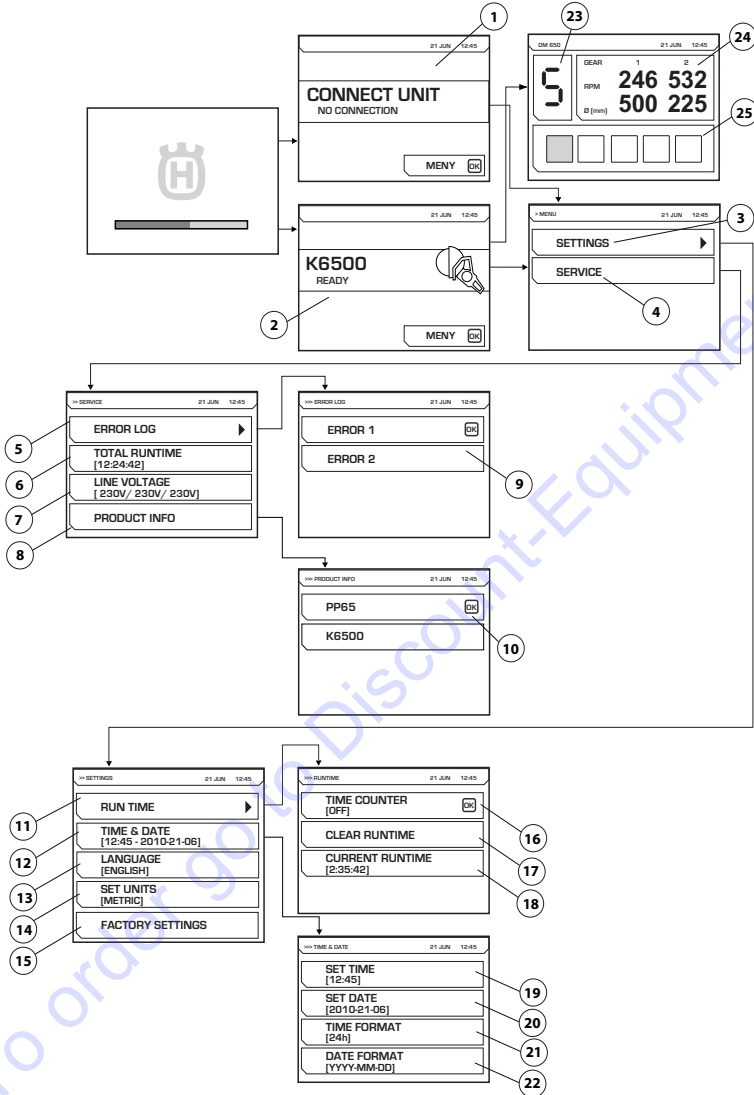 1
21 JUN 12:45
CONNECT UNIT
NO CONNECTION
MENY OK
23
DM 650 21 JUN 12:45
24
GEAR 1 2
RPM 246 532
Ø [mm] 500 225
5
25
H
21 JUN 12:45
K6500
READY
2
MENY OK
> MENU 21 JUN 12:45
SETTINGS
3
SERVICE
4
>> SERVICE 21 JUN 12:45
ERROR LOG
5
TOTAL RUNTIME
[12:24:42]
6
LINE VOLTAGE
[ 230V/ 230V/ 230V]
7
PRODUCT INFO
8
>>> ERROR LOG 21 JUN 12:45
ERROR 1 OK
ERROR 2
9
>>> PRODUCT INFO 21 JUN 12:45
PP65 OK
K6500
10
>> SETTINGS 21 JUN 12:45
RUN TIME
11
TIME & DATE
[12:45 - 2010-21-06]
12
LANGUAGE
[ENGLISH]
13
SET UNITS
[METRIC]
14
FACTORY SETTINGS
15
>>> RUNTIME 21 JUN 12:45
TIME COUNTER
[OFF] OK
16
CLEAR RUNTIME
17
CURRENT RUNTIME
[2:35:42]
18
>>> TIME & DATE 21 JUN 12:45
SET TIME
[12:45]
19
SET DATE
[2010-21-06]
20
TIME FORMAT
[24h]
21
DATE FORMAT
[YYYY-MM-DD]
22
To order go to Discount-Equipmen